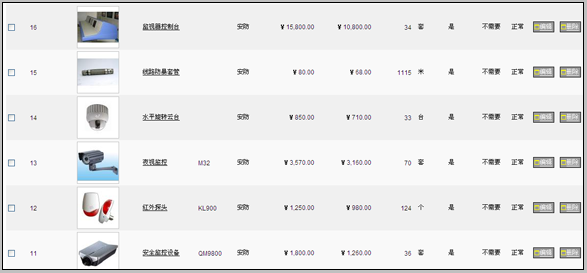 16 监视器控制台 安防 ¥ 15,800.00 ¥ 10,800.00 34 套 是 不需要 正常 编辑 删除
15 线路防暴套管 安防 ¥ 80.00 ¥ 68.00 1115 米 是 不需要 正常 编辑 删除
14 水平旋转云台 安防 ¥ 850.00 ¥ 710.00 33 台 是 不需要 正常 编辑 删除
13 夜视监控 M32 安防 ¥ 3,570.00 ¥ 3,160.00 70 套 是 不需要 正常 编辑 删除
12 红外探头 KL900 安防 ¥ 1,250.00 ¥ 980.00 124 个 是 不需要 正常 编辑 删除
11 安全监控设备 QM9800 安防 ¥ 1,800.00 ¥ 1,250.00 36 套 是 不需要 正常 编辑 删除